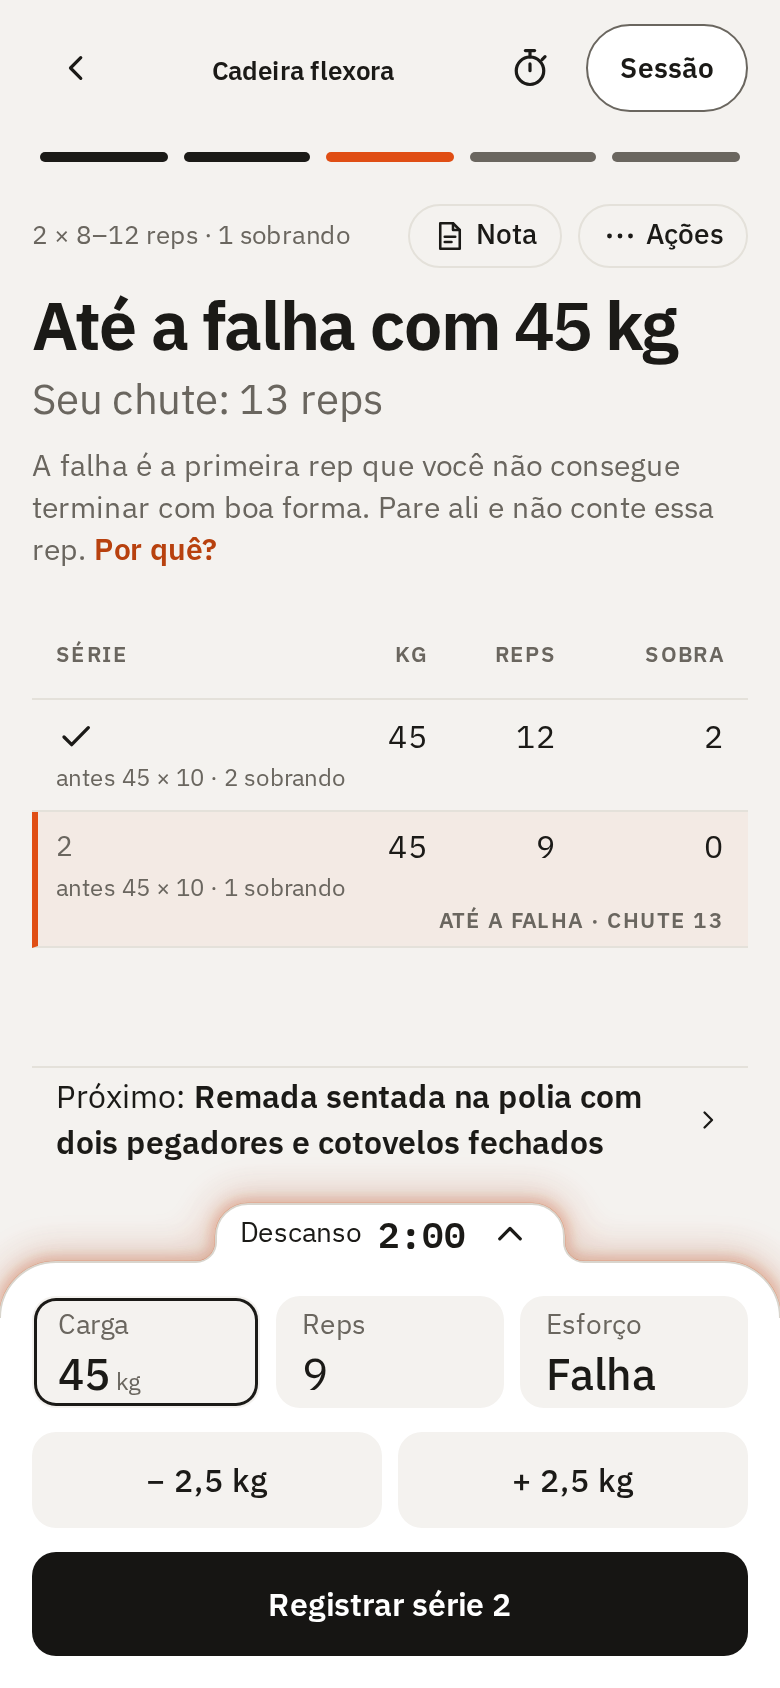 Cadeira flexora
Sessão
2 × 8–12 reps · 1 sobrando
Nota
Ações
Até a falha com 45 kg
Seu chute: 13 reps
A falha é a primeira rep que você não consegue
terminar com boa forma. Pare ali e não conte essa
rep. Por quê?
SÉRIE KG REPS SOBRA
45 12 2
antes 45 × 10 · 2 sobrando
2 45 9 0
antes 45 × 10 · 1 sobrando
ATÉ A FALHA · CHUTE 13
Próximo: Remada sentada na polia com
dois pegadores e cotovelos fechados
Descanso 2:00
Carga Reps Esforço
45 kg 9 Falha
− 2,5 kg + 2,5 kg
Registrar série 2